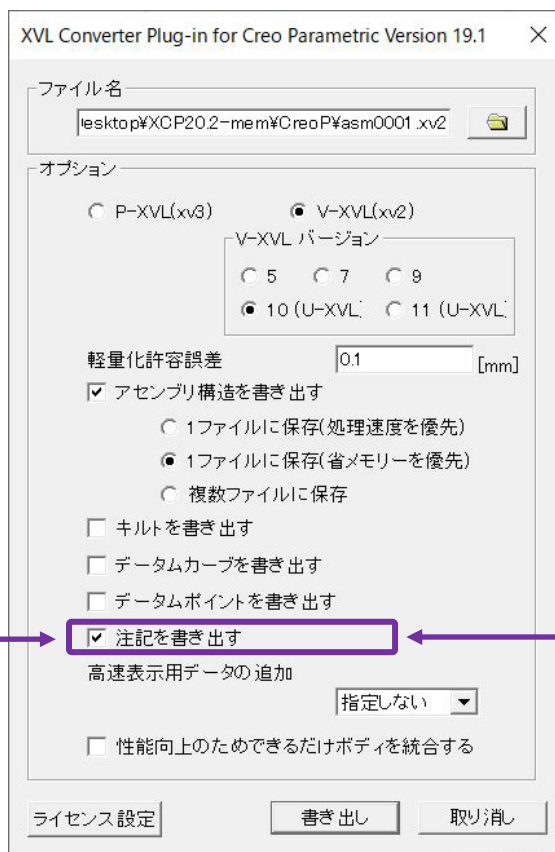 XVL Converter Plug-in for Creo Parametric Version 19.1
ファイル名
esktop¥XCP20.2-mem¥CreoP¥asm0001.xv2
オプション
P-XVL(xv3) V-XVL(xv2)
V-XVL バージョン
5 7 9
10 (U-XVL) 11 (U-XVL
軽量化許容誤差 0.1 [mm]
アセンブリ構造を書き出す
1ファイルに保存(処理速度を優先)
1ファイルに保存(省メモリーを優先)
複数ファイルに保存
キルトを書き出す
データムカーブを書き出す
データムポイントを書き出す
注記を書き出す
高速表示用データの追加
指定しない
性能向上のためできるだけボディを統合する
ライセンス設定 書き出し 取り消し